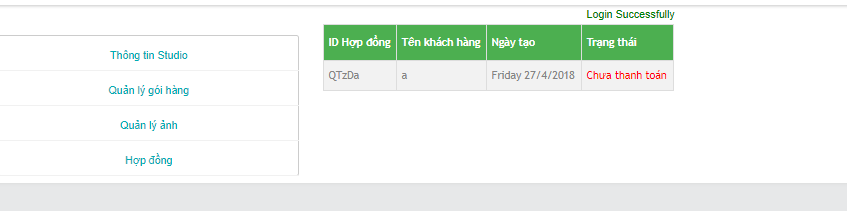 Login Successfully
Thông tin Studio
Quản lý gói hàng
Quản lý ảnh
Hợp đồng
ID Hợp đồng Tên khách hàng Ngày tạo Trạng thái
QTzDa a Friday 27/4/2018 Chưa thanh toán